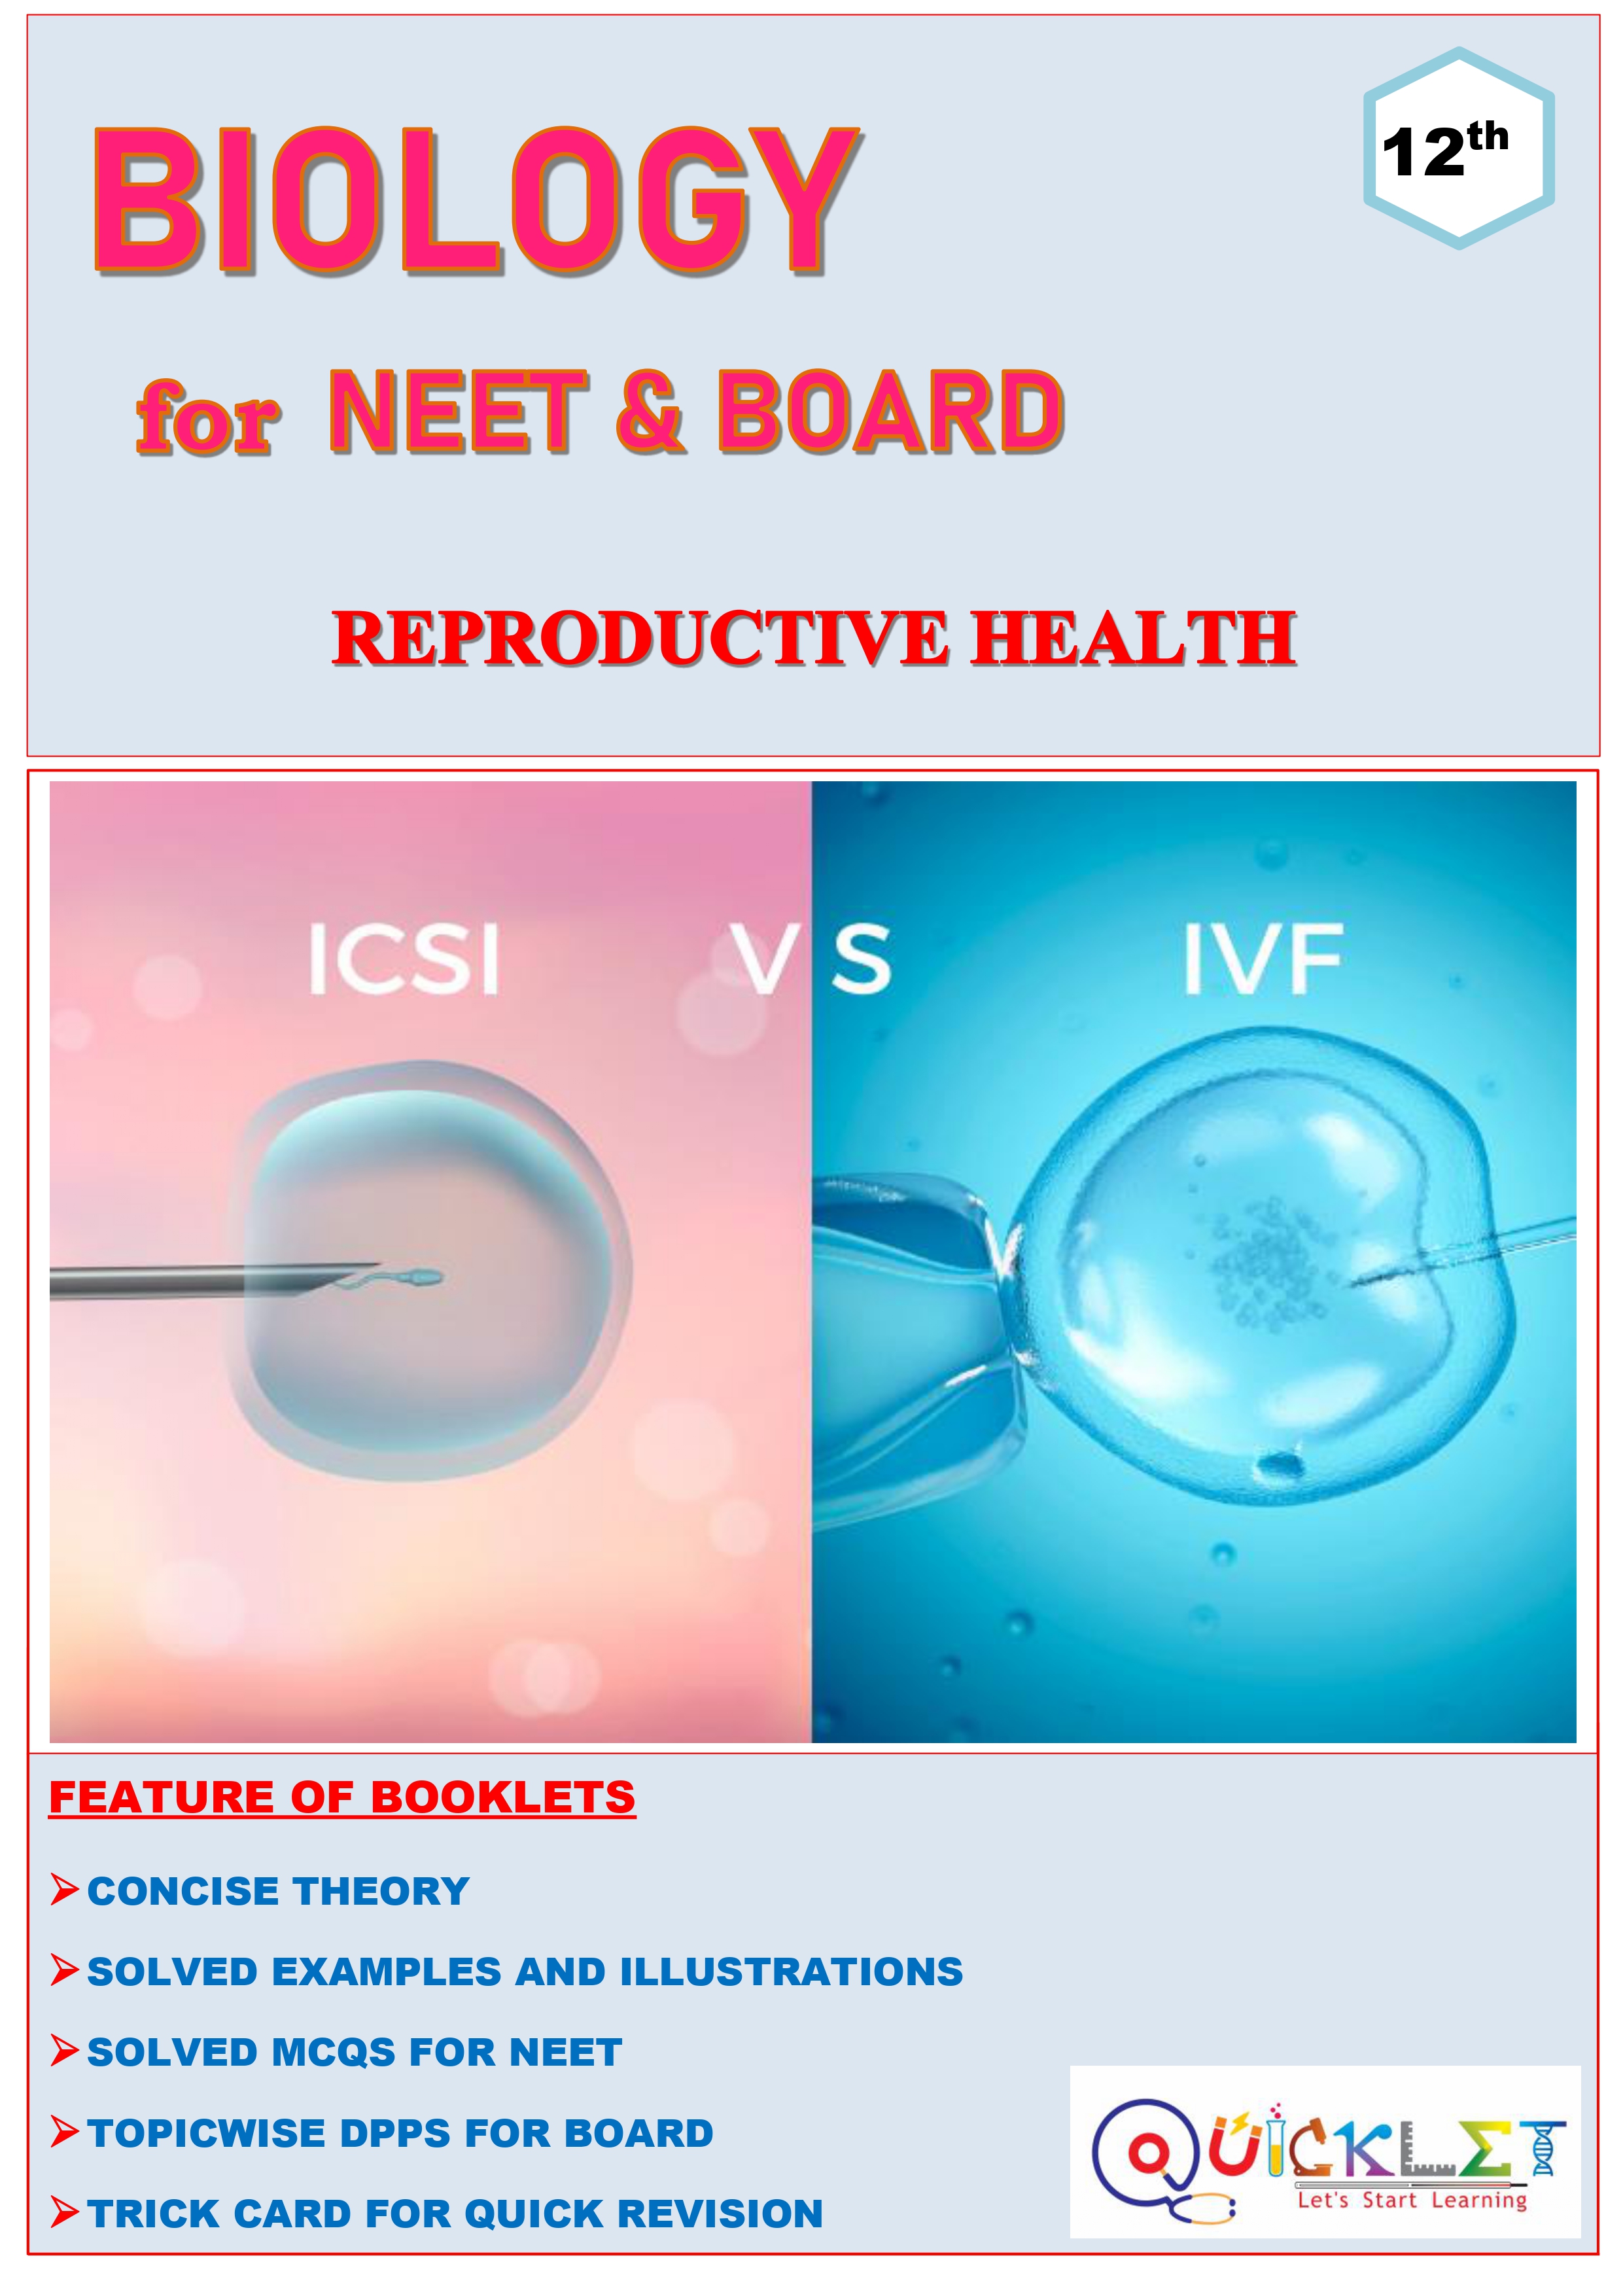 12th
BIOLOGY
for NEET & BOARD
REPRODUCTIVE HEALTH
ICSI VS IVF
FEATURE OF BOOKLETS
➢ CONCISE THEORY
➢ SOLVED EXAMPLES AND ILLUSTRATIONS
➢ SOLVED MCQS FOR NEET
➢ TOPICWISE DPPS FOR BOARD
➢ TRICK CARD FOR QUICK REVISION
QUICKLET
Let's Start Learning